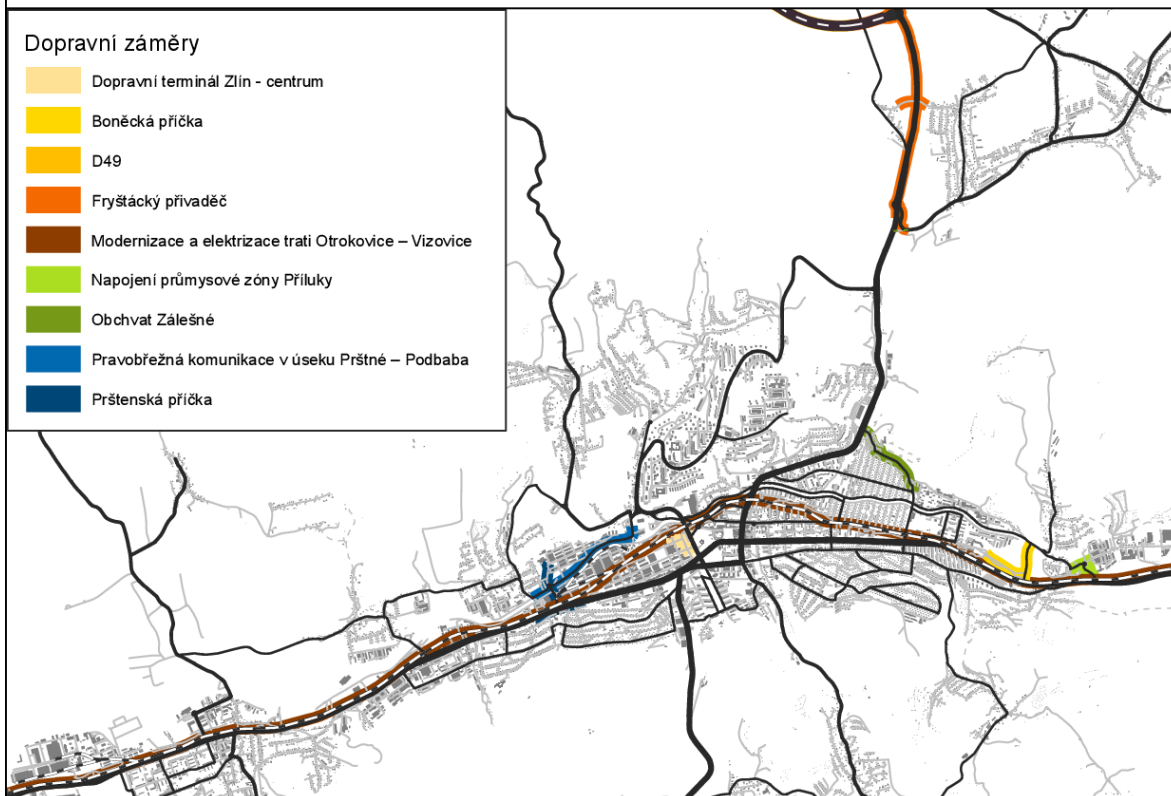 Dopravní záměry
Dopravní terminál Zlín - centrum
Boněcká příčka
D49
Fryštácký přivaděč
Modernizace a elektrizace trati Otrokovice – Vizovice
Napojení průmysové zóny Příluky
Obchvat Zálešné
Pravobřežná komunikace v úseku Prštné – Podbaba
Prštenská příčka